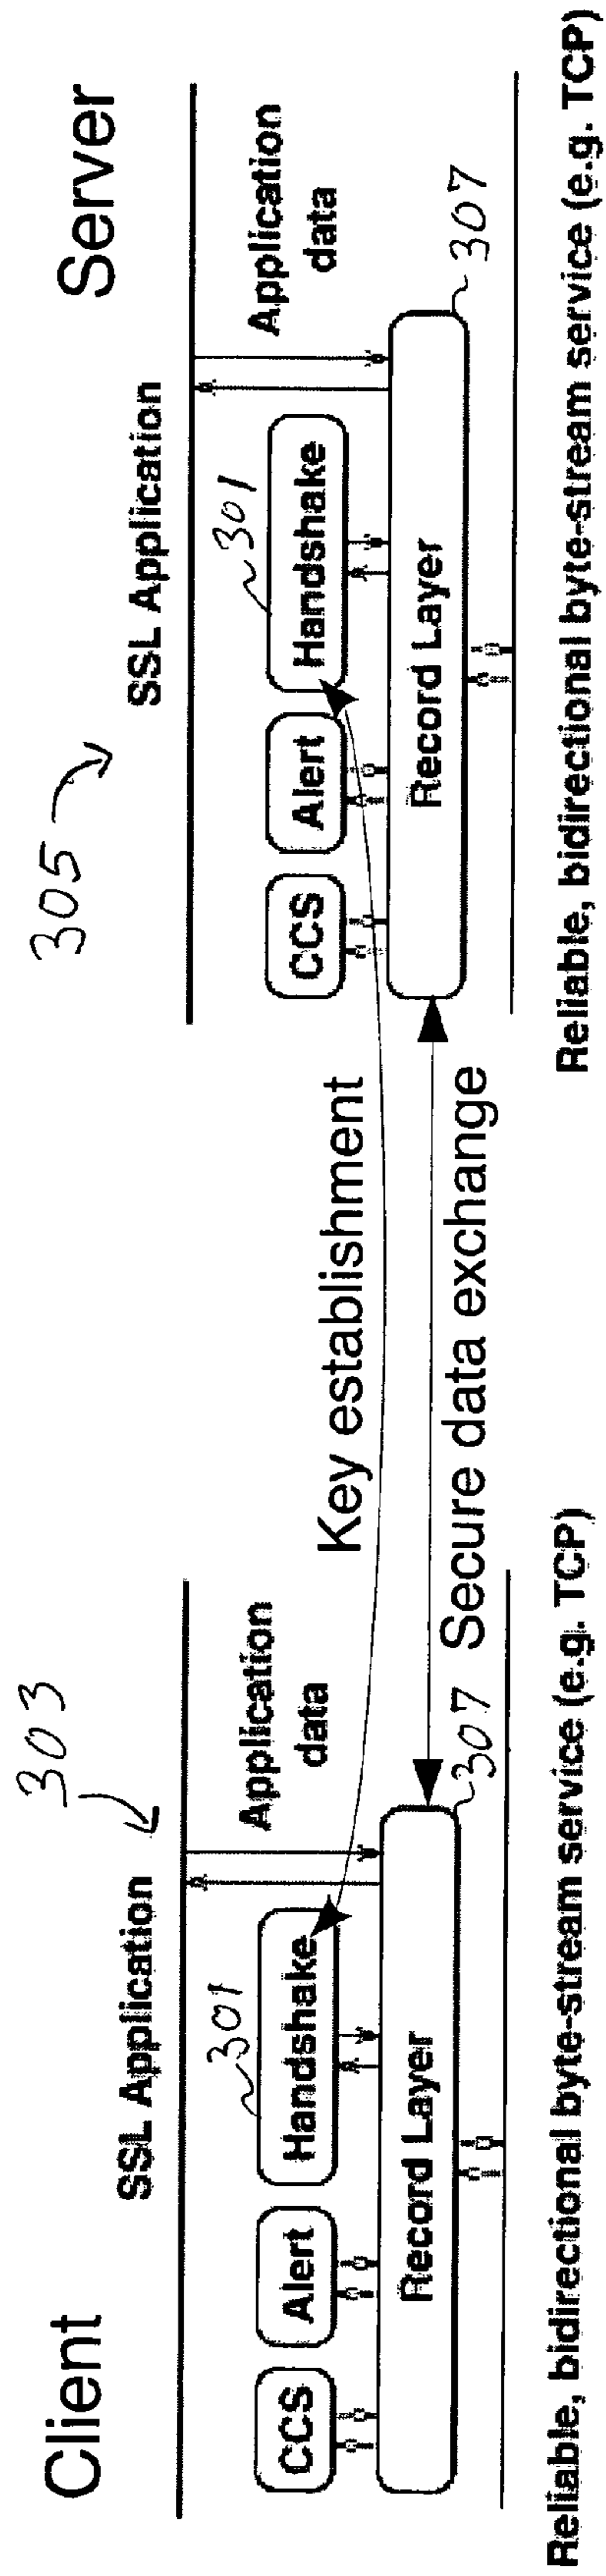 Client
303
SSL Application
301
CCS
Alert
Handshake
Application
data
Record Layer
307
Reliable, bidirectional byte-stream service (e.g. TCP)
Key establishment
Secure data exchange
Server
305
SSL Application
301
CCS
Alert
Handshake
Application
data
Record Layer
307
Reliable, bidirectional byte-stream service (e.g. TCP)